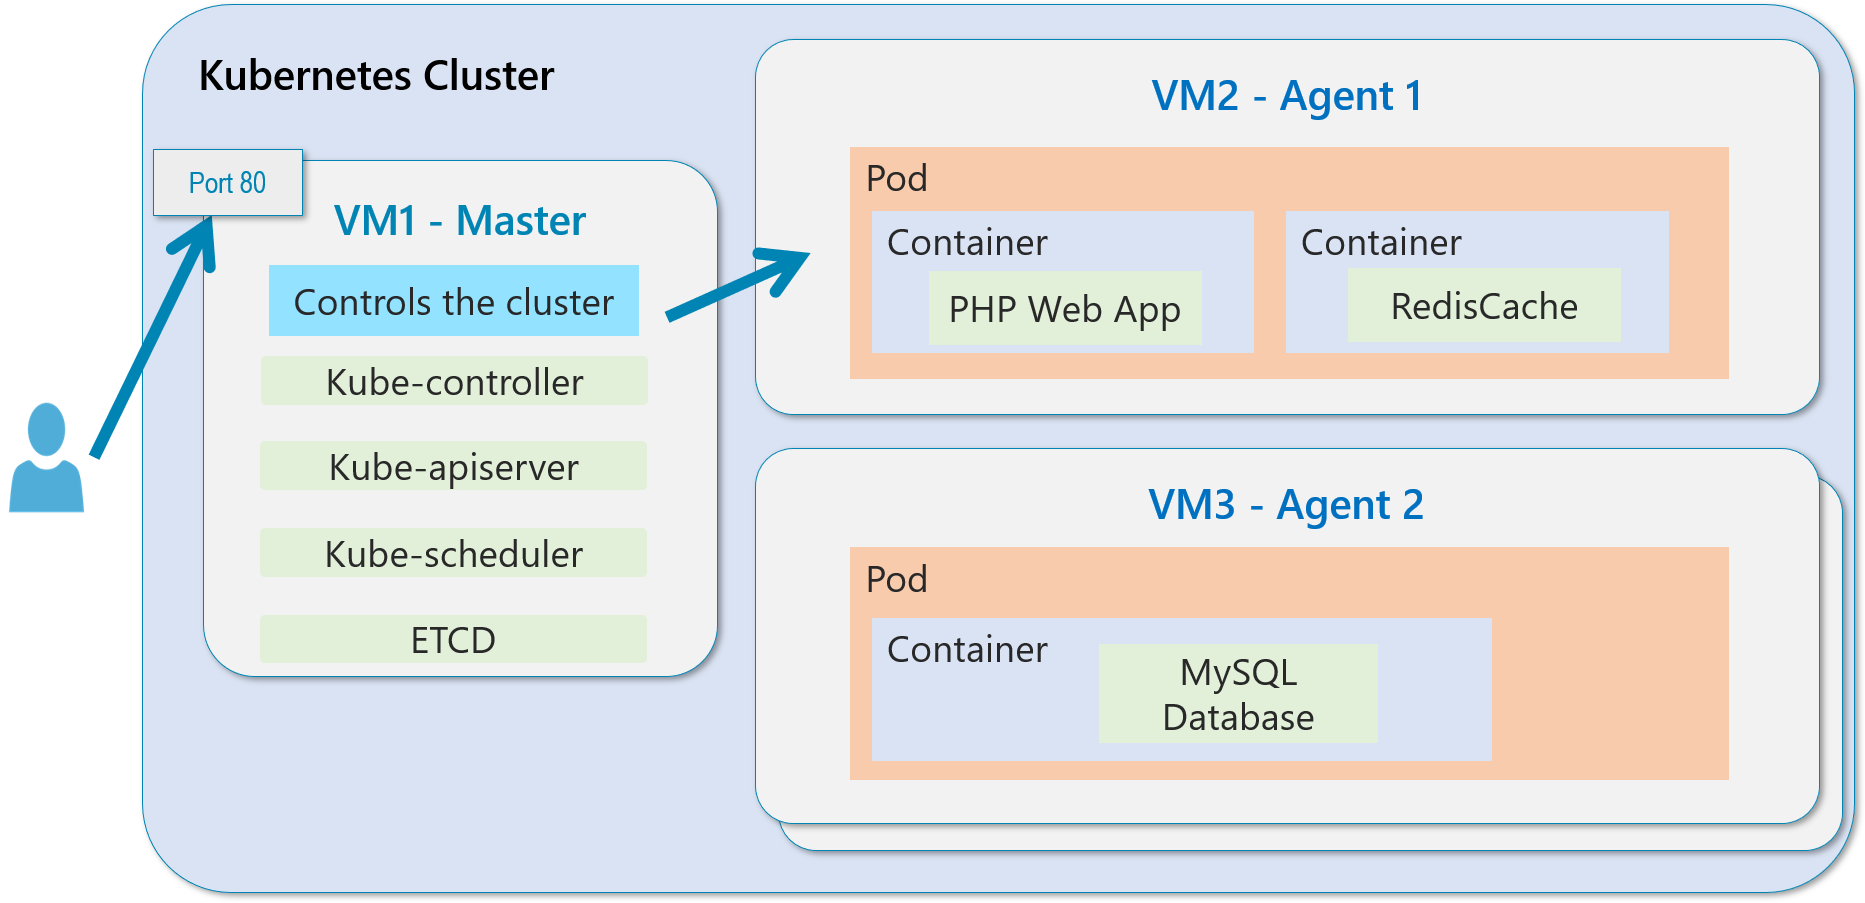 Kubernetes Cluster
Port 80
VM1 - Master
Controls the cluster
Kube-controller
Kube-apiserver
Kube-scheduler
ETCD
VM2 - Agent 1
Pod
Container
PHP Web App
Container
RedisCache
VM3 - Agent 2
Pod
Container
MySQL
Database